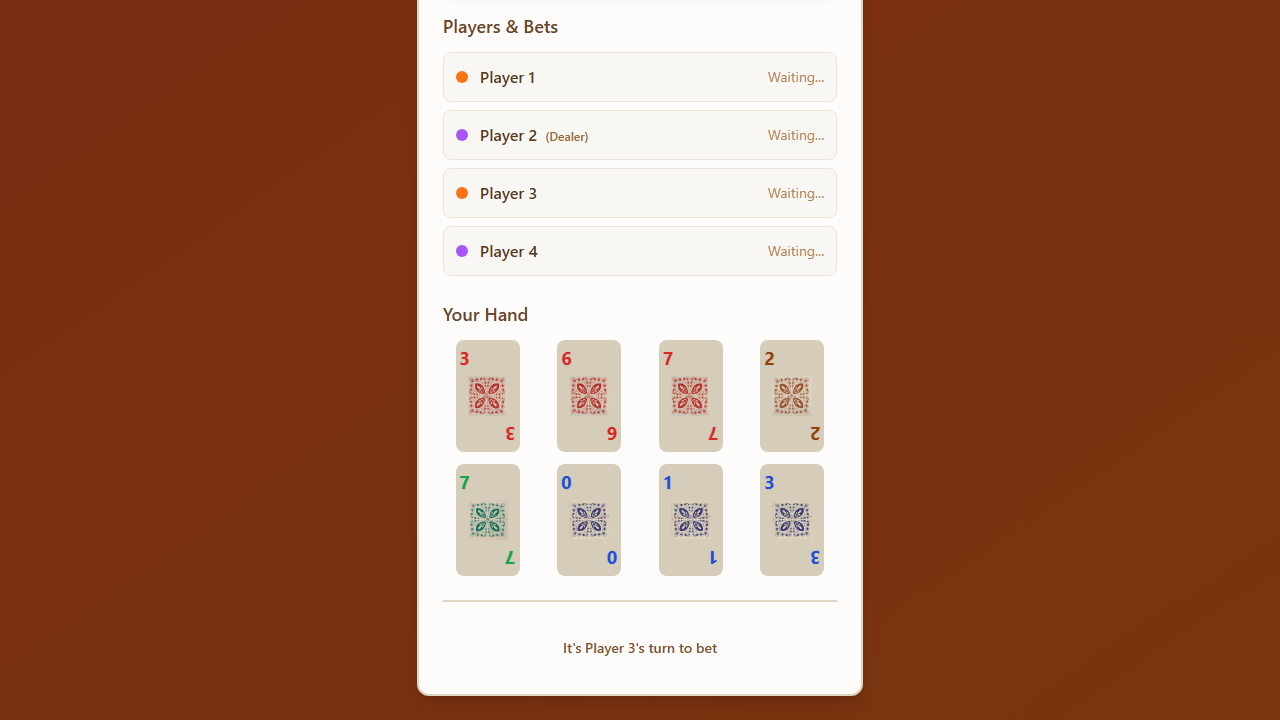 Players & Bets
Player 1 Waiting...
Player 2 (Dealer) Waiting...
Player 3 Waiting...
Player 4 Waiting...
Your Hand
3 6 7 2
3 6 7 2
7 0 1 3
7 0 1 3
It's Player 3's turn to bet